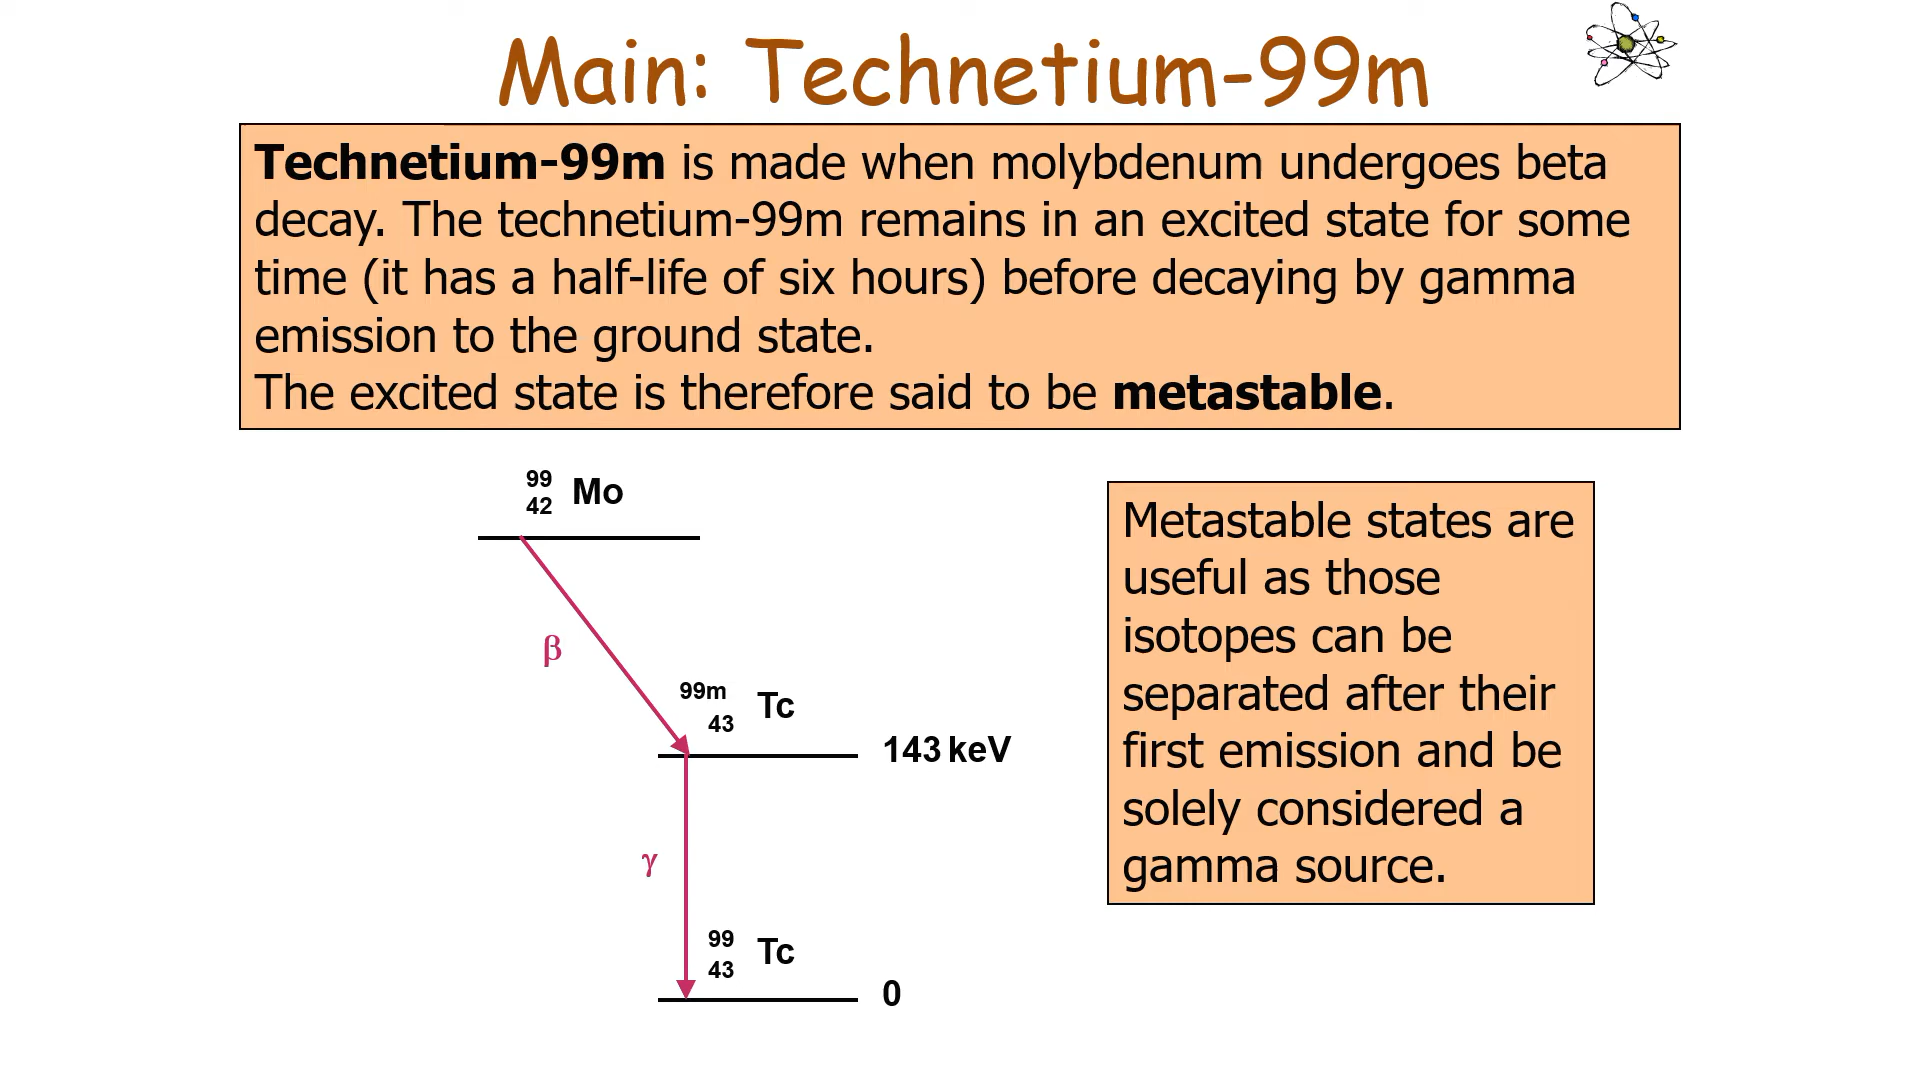 Main: Technetium-99m
Technetium-99m is made when molybdenum undergoes beta
decay. The technetium-99m remains in an excited state for some
time (it has a half-life of six hours) before decaying by gamma
emission to the ground state.
The excited state is therefore said to be metastable.
99
42 Mo
β
99m
43 Tc
143 keV
γ
99
43 Tc
0
Metastable states are
useful as those
isotopes can be
separated after their
first emission and be
solely considered a
gamma source.